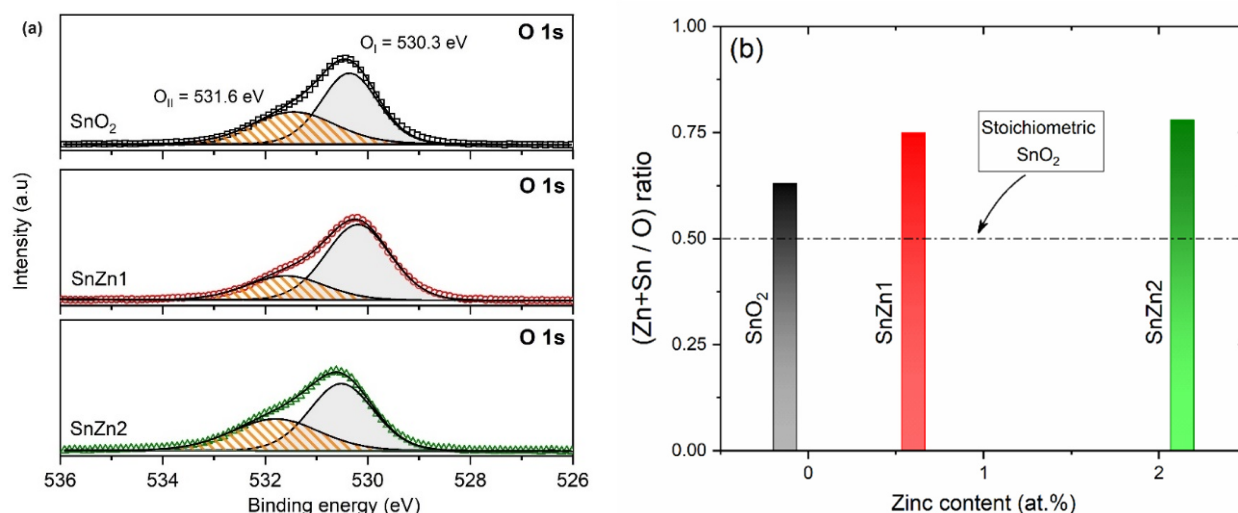 (a)
O 1s
O_I = 530.3 eV
O_II = 531.6 eV
SnO₂
O 1s
SnZn1
O 1s
SnZn2
Intensity (a.u)
536 534 532 530 528 526
Binding energy (eV)
(b)
1.00
0.75
0.50
0.25
0.00
(Zn+Sn / O) ratio
Stoichiometric
SnO₂
SnO₂
SnZn1
SnZn2
0 1 2
Zinc content (at.%)